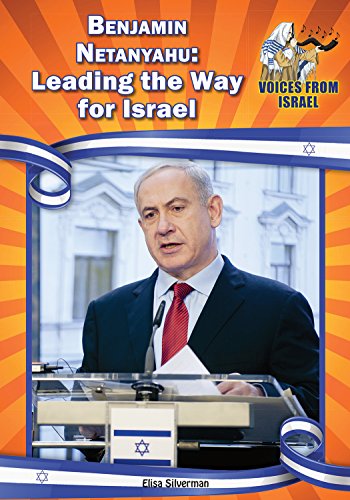 BENJAMIN
NETANYAHU:
Leading the Way
for Israel
VOICES FROM
ISRAEL
Elisa Silverman